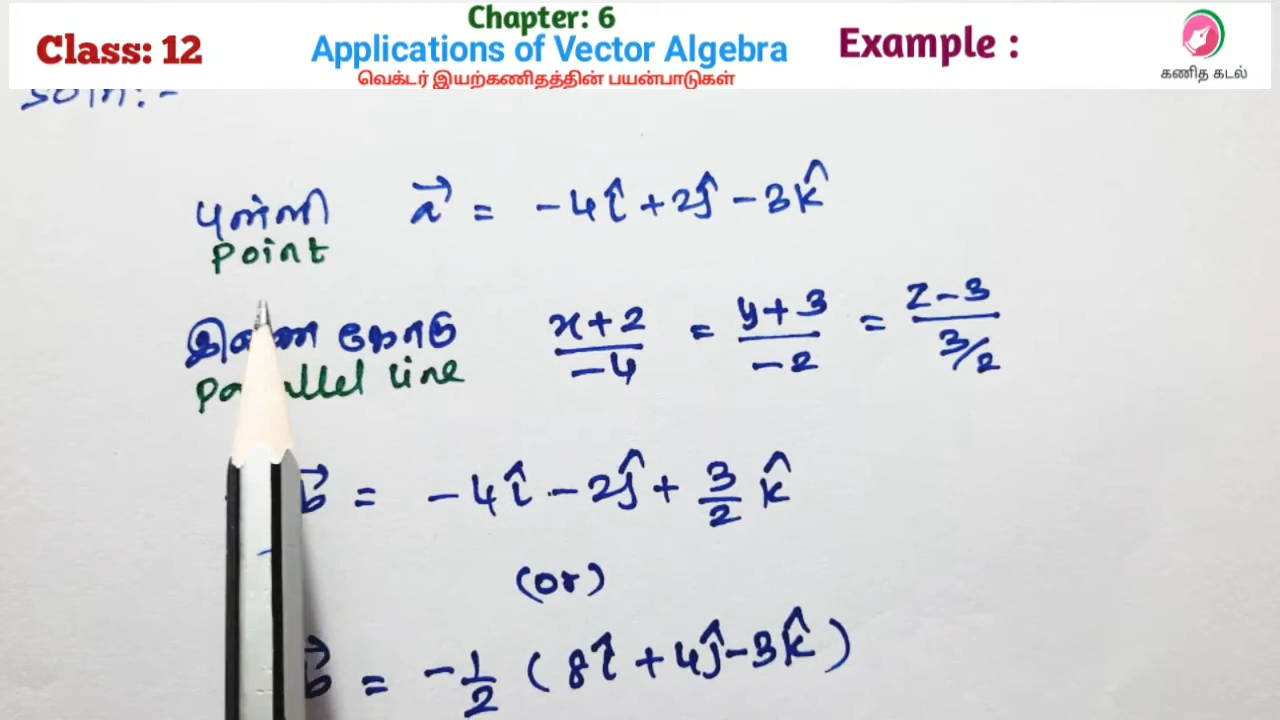 Chapter: 6
Class: 12
Applications of Vector Algebra
Example :
வெக்டர் இயற்கணிதத்தின் பயன்பாடுகள்
கணித கடல்
Soln:-
புள்ளி a⃗ = -4î + 2ĵ - 3k̂
Point
கோடு x+2/-4 = y+3/-2 = z-3/3/2
line
b⃗ = -4î - 2ĵ + 3/2 k̂
(or)
b⃗ = -1/2 (8î + 4ĵ - 3k̂)